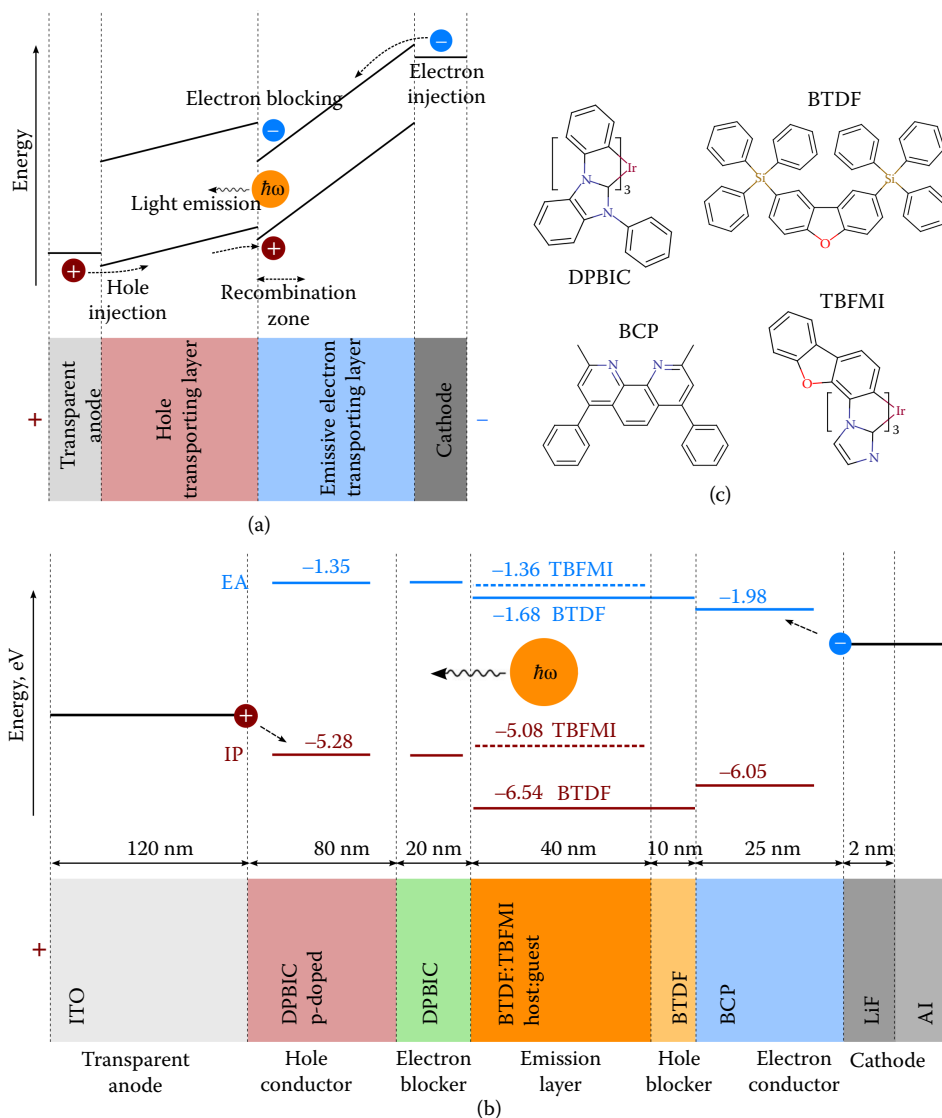 (a)
Energy
Electron blocking
−
−
Electron
injection
ħω
Light emission
+
+
Hole
injection
Recombination
zone
+
Transparent
anode
Hole
transporting layer
Emissive electron
transporting layer
Cathode
−
(a)
BTDF
Ir
3
N
N
DPBIC
Si
Si
O
BCP
N
N
TBFMI
O
Ir
3
N
N
(c)
Energy, eV
EA
−1.35
−1.36 TBFMI
−1.68 BTDF
−1.98
−
ħω
+
IP
−5.28
−5.08 TBFMI
−6.54 BTDF
−6.05
120 nm
80 nm
20 nm
40 nm
10 nm
25 nm
2 nm
+
ITO
DPBIC
p-doped
DPBIC
BTDF:TBFMI
host:guest
BTDF
BCP
LiF
AI
Transparent
anode
Hole
conductor
Electron
blocker
Emission
layer
Hole
blocker
Electron
conductor
Cathode
(b)